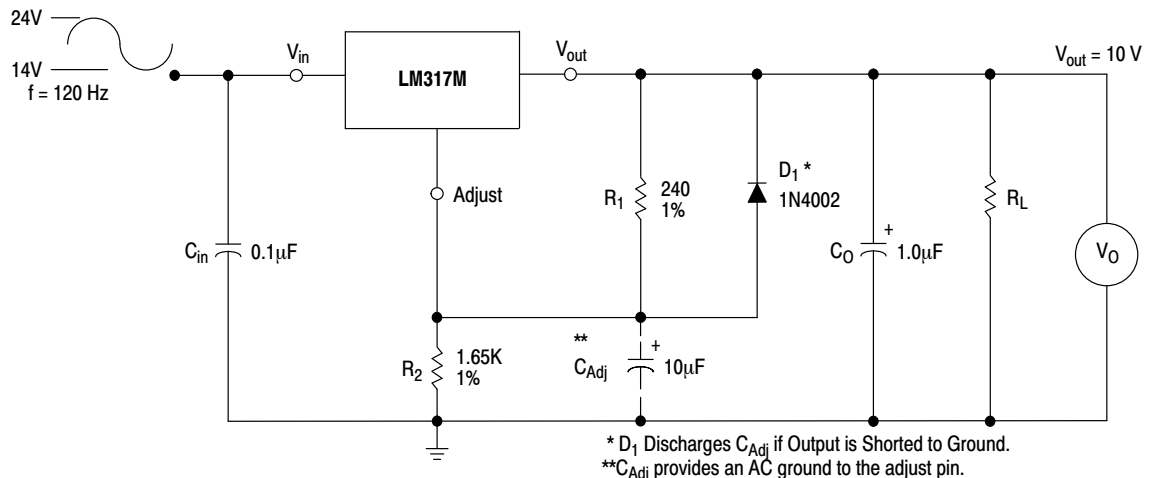 24V
14V
f = 120 Hz
Vin
LM317M
Vout
Vout = 10 V
Adjust
R1
240
1%
D1 *
1N4002
RL
Cin
0.1μF
CO
+
1.0μF
VO
R2
1.65K
1%
**
CAdj
+
10μF
* D1 Discharges CAdj if Output is Shorted to Ground.
**CAdj provides an AC ground to the adjust pin.